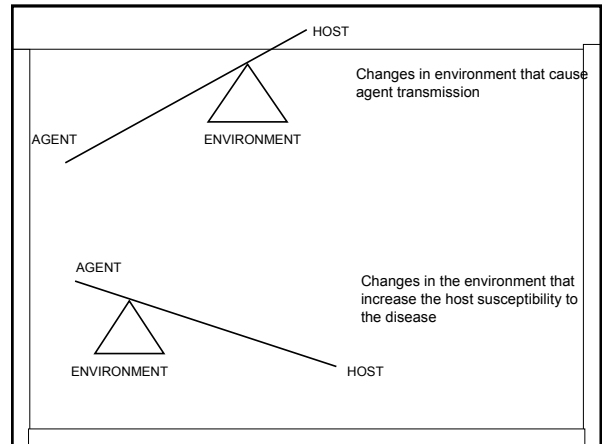 HOST
Changes in environment that cause
agent transmission
AGENT
ENVIRONMENT
AGENT
Changes in the environment that
increase the host susceptibility to
the disease
ENVIRONMENT
HOST